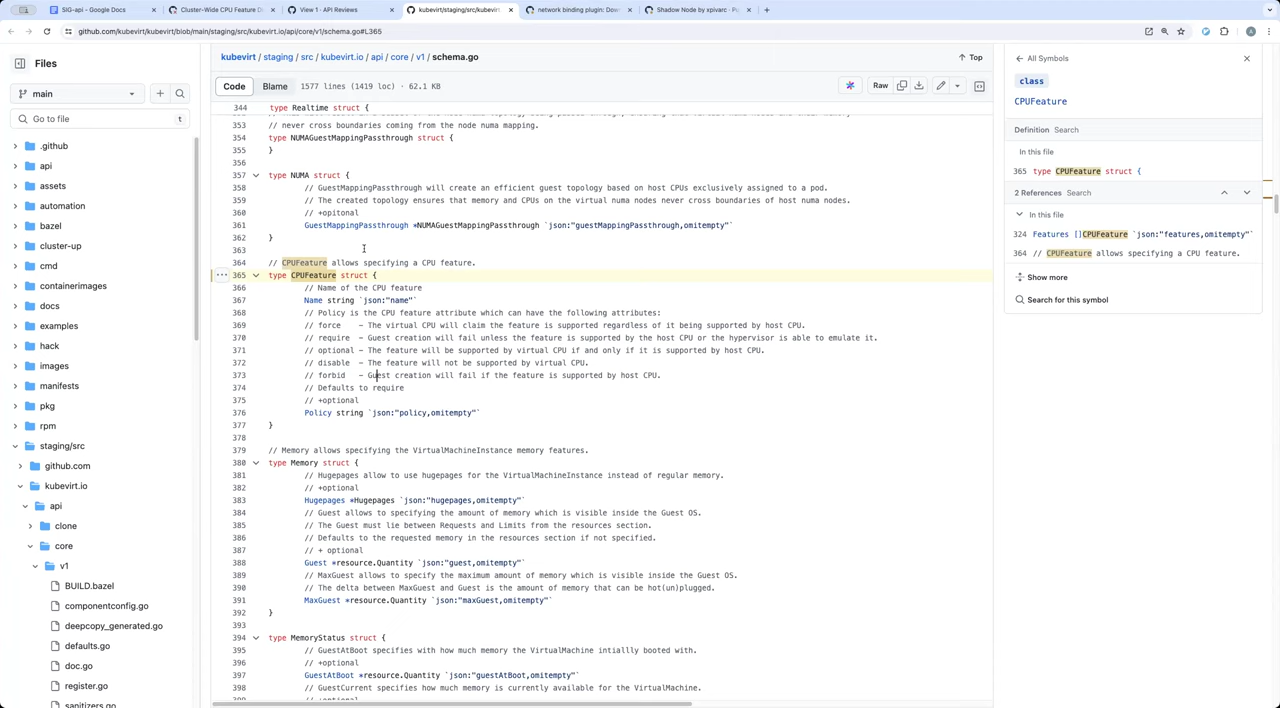 SIG-api - Google Docs
Cluster-Wide CPU Feature D
View 1 · API Reviews
kubevirt/staging/src/kubevirt.
network binding plugin: Dow
Shadow Node by xpivarc · P
github.com/kubevirt/kubevirt/blob/main/staging/src/kubevirt.io/api/core/v1/schema.go#L365
Files
main
Go to file
t
.github
api
assets
automation
bazel
cluster-up
cmd
containerimages
docs
examples
hack
images
manifests
pkg
rpm
staging/src
github.com
kubevirt.io
api
clone
core
v1
BUILD.bazel
componentconfig.go
deepcopy_generated.go
defaults.go
doc.go
register.go
sanitizers.go
kubevirt / staging / src / kubevirt.io / api / core / v1 / schema.go
Top
Code Blame 1577 lines (1419 loc) · 62.1 KB
Raw
344 type Realtime struct {
353 // never cross boundaries coming from the node numa mapping.
354 type NUMAGuestMappingPassthrough struct {
355 }
356
357 type NUMA struct {
358 // GuestMappingPassthrough will create an efficient guest topology based on host CPUs exclusively assigned to a pod.
359 // The created topology ensures that memory and CPUs on the virtual numa nodes never cross boundaries of host numa nodes.
360 // +opitonal
361 GuestMappingPassthrough *NUMAGuestMappingPassthrough `json:"guestMappingPassthrough,omitempty"`
362 }
363
364 // CPUFeature allows specifying a CPU feature.
365 type CPUFeature struct {
366 // Name of the CPU feature
367 Name string `json:"name"`
368 // Policy is the CPU feature attribute which can have the following attributes:
369 // force - The virtual CPU will claim the feature is supported regardless of it being supported by host CPU.
370 // require - Guest creation will fail unless the feature is supported by the host CPU or the hypervisor is able to emulate it.
371 // optional - The feature will be supported by virtual CPU if and only if it is supported by host CPU.
372 // disable - The feature will not be supported by virtual CPU.
373 // forbid - Guest creation will fail if the feature is supported by host CPU.
374 // Defaults to require
375 // +optional
376 Policy string `json:"policy,omitempty"`
377 }
378
379 // Memory allows specifying the VirtualMachineInstance memory features.
380 type Memory struct {
381 // Hugepages allow to use hugepages for the VirtualMachineInstance instead of regular memory.
382 // +optional
383 Hugepages *Hugepages `json:"hugepages,omitempty"`
384 // Guest allows to specifying the amount of memory which is visible inside the Guest OS.
385 // The Guest must lie between Requests and Limits from the resources section.
386 // Defaults to the requested memory in the resources section if not specified.
387 // + optional
388 Guest *resource.Quantity `json:"guest,omitempty"`
389 // MaxGuest allows to specify the maximum amount of memory which is visible inside the Guest OS.
390 // The delta between MaxGuest and Guest is the amount of memory that can be hot(un)plugged.
391 MaxGuest *resource.Quantity `json:"maxGuest,omitempty"`
392 }
393
394 type MemoryStatus struct {
395 // GuestAtBoot specifies with how much memory the VirtualMachine intiallly booted with.
396 // +optional
397 GuestAtBoot *resource.Quantity `json:"guestAtBoot,omitempty"`
398 // GuestCurrent specifies how much memory is currently available for the VirtualMachine.
All Symbols
class
CPUFeature
Definition Search
In this file
365 type CPUFeature struct {
2 References Search
In this file
324 Features []CPUFeature `json:"features,omitempty"`
364 // CPUFeature allows specifying a CPU feature.
Show more
Search for this symbol